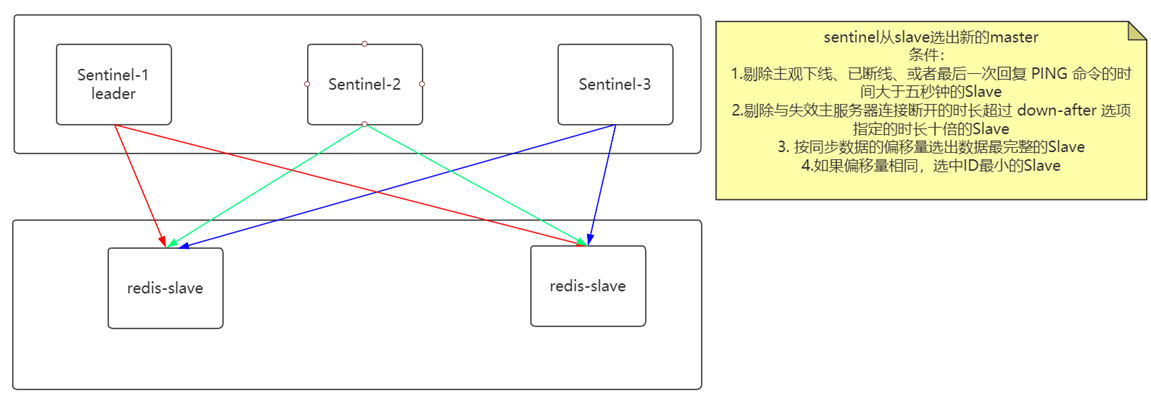 Sentinel-1
leader
Sentinel-2
Sentinel-3
redis-slave
redis-slave
sentinel从slave选出新的master
条件：
1.剔除主观下线、已断线、或者最后一次回复 PING 命令的时
间大于五秒钟的Slave
2.剔除与失效主服务器连接断开的时长超过 down-after 选项
指定的时长十倍的Slave
3. 按同步数据的偏移量选出数据最完整的Slave
4.如果偏移量相同，选中ID最小的Slave